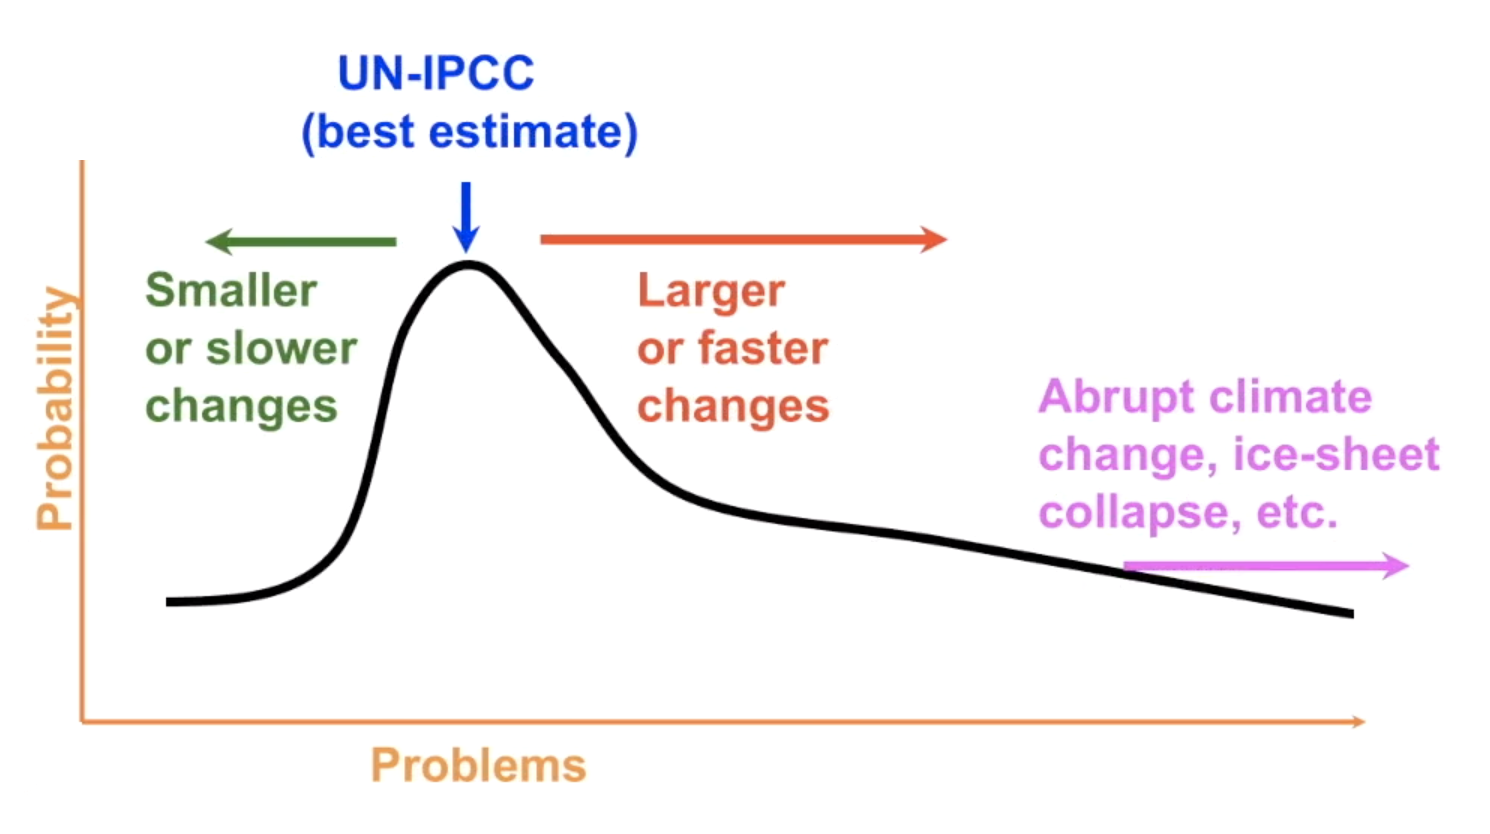 UN-IPCC
(best estimate)
Smaller
or slower
changes
Larger
or faster
changes
Abrupt climate
change, ice-sheet
collapse, etc.
Probability
Problems